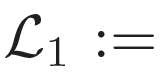 ℒ₁ :=